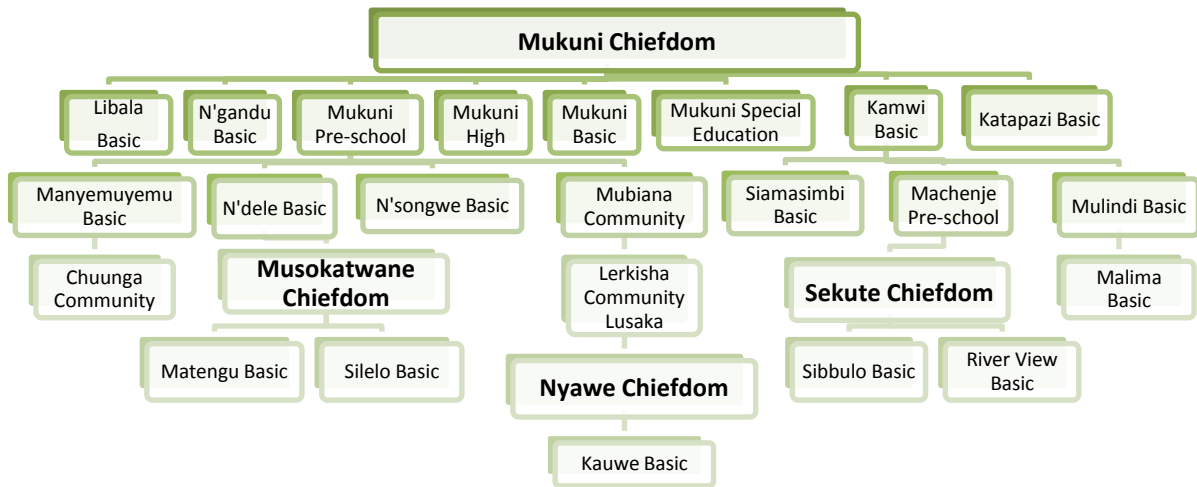 Mukuni Chiefdom
Libala
Basic
N'gandu
Basic
Mukuni
Pre-school
Mukuni
High
Mukuni
Basic
Mukuni Special
Education
Kamwi
Basic
Katapazi Basic
Manyemuyemu
Basic
N'dele Basic
N'songwe Basic
Mubiana
Community
Siamasimbi
Basic
Machenje
Pre-school
Mulindi Basic
Chuunga
Community
Musokatwane
Chiefdom
Lerkisha
Community
Lusaka
Sekute Chiefdom
Malima
Basic
Matengu Basic
Silelo Basic
Nyawe Chiefdom
Sibbulo Basic
River View
Basic
Kauwe Basic